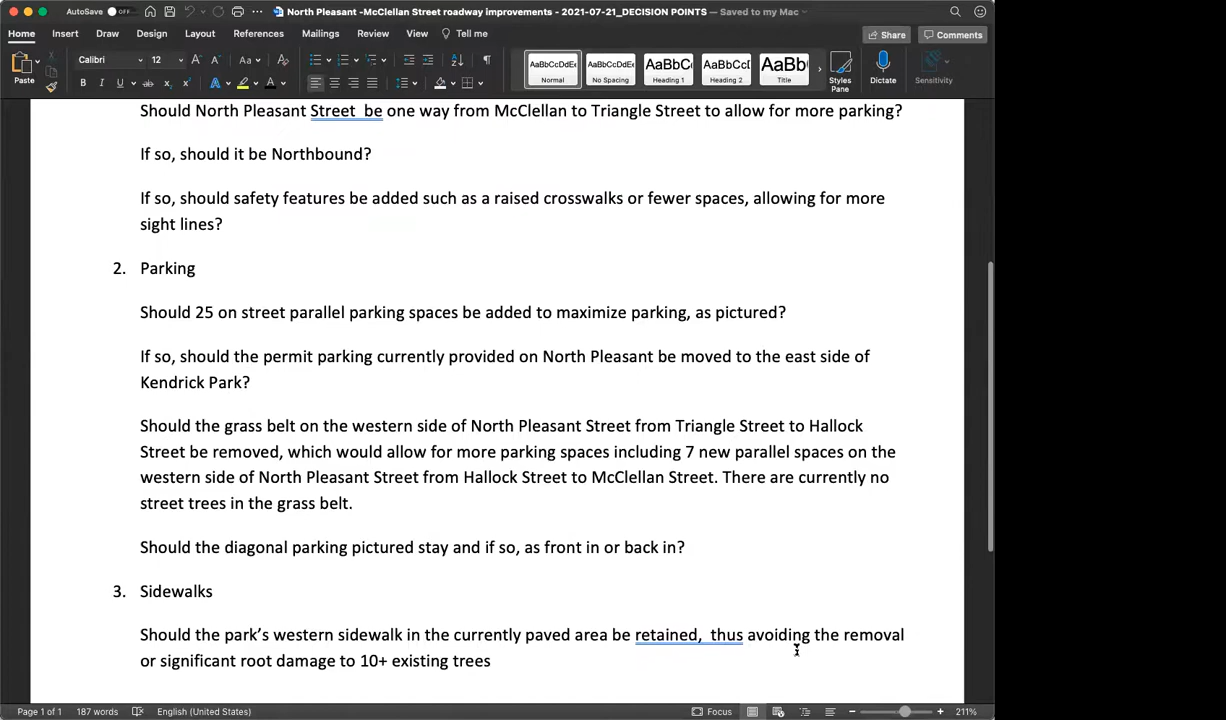 AutoSave OFF North Pleasant -McClellan Street roadway improvements - 2021-07-21_DECISION POINTS — Saved to my Mac
Home Insert Draw Design Layout References Mailings Review View Tell me Share Comments
Paste Calibri 12 Aa AaBbCcDdEe Normal AaBbCcDdEe No Spacing AaBbC Heading 1 AaBbCcDdE Heading 2 AaBb Title Styles Pane Dictate Sensitivity
Should North Pleasant Street  be one way from McClellan to Triangle Street to allow for more parking?
If so, should it be Northbound?
If so, should safety features be added such as a raised crosswalks or fewer spaces, allowing for more
sight lines?
2. Parking
Should 25 on street parallel parking spaces be added to maximize parking, as pictured?
If so, should the permit parking currently provided on North Pleasant be moved to the east side of
Kendrick Park?
Should the grass belt on the western side of North Pleasant Street from Triangle Street to Hallock
Street be removed, which would allow for more parking spaces including 7 new parallel spaces on the
western side of North Pleasant Street from Hallock Street to McClellan Street. There are currently no
street trees in the grass belt.
Should the diagonal parking pictured stay and if so, as front in or back in?
3. Sidewalks
Should the park’s western sidewalk in the currently paved area be retained,  thus avoiding the removal
or significant root damage to 10+ existing trees
Page 1 of 1 187 words English (United States) Focus 211%